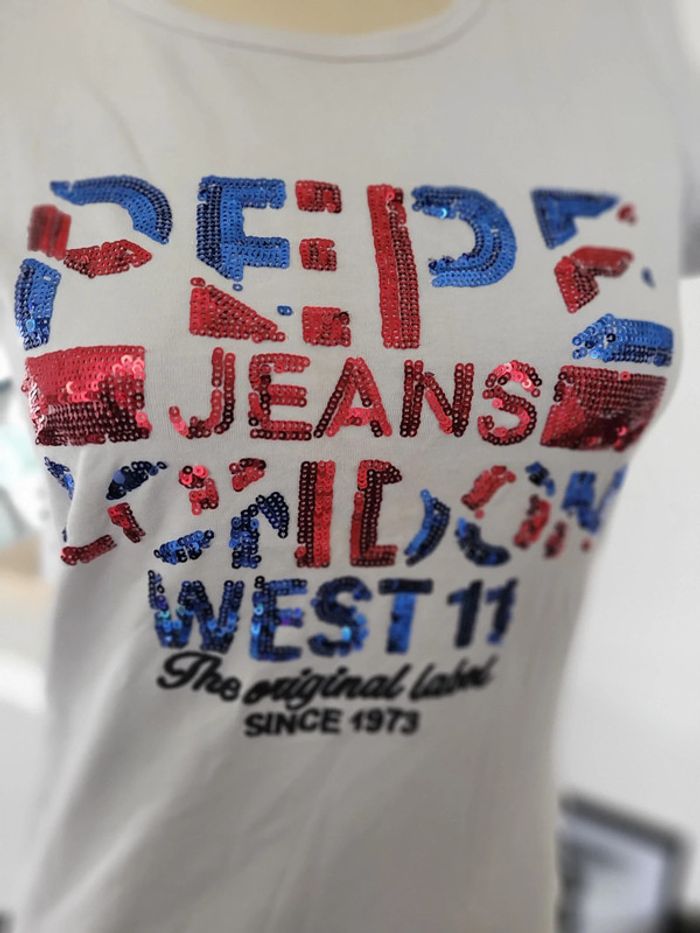 PEPE
JEANS
LONDON
WEST 11
The original label
SINCE 1973